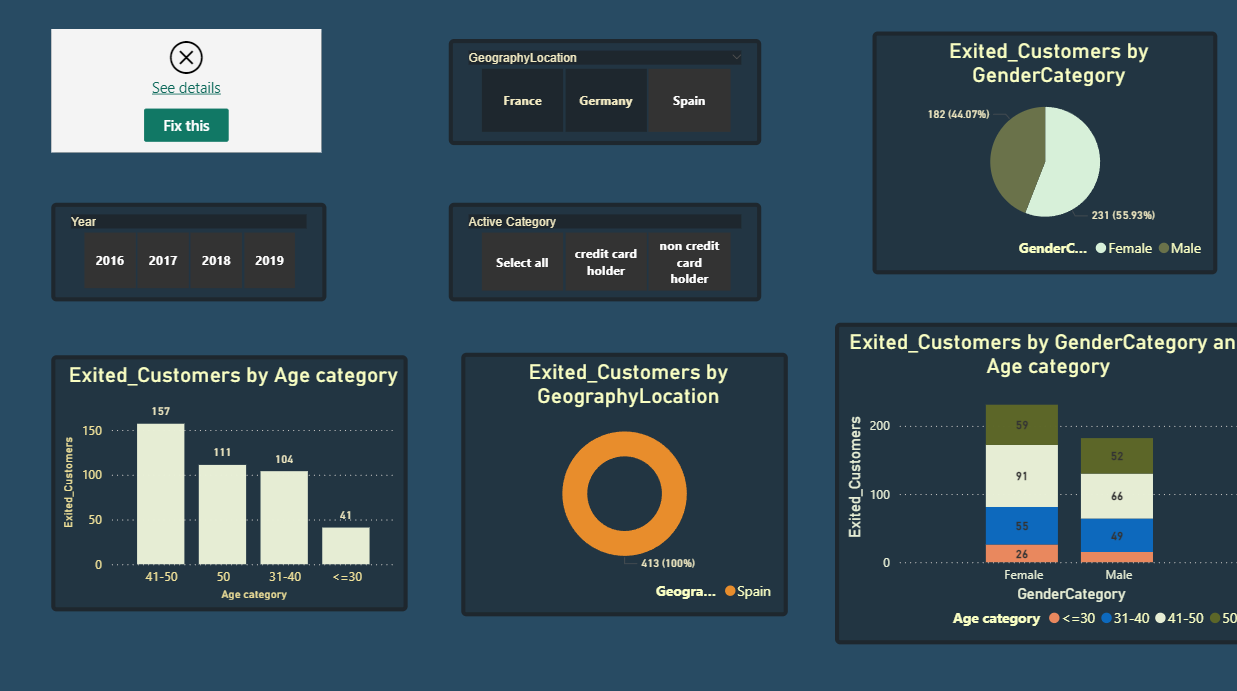 See details
Fix this
GeographyLocation
France
Germany
Spain
Exited_Customers by
GenderCategory
182 (44.07%)
231 (55.93%)
GenderC... Female Male
Year
2016 2017 2018 2019
Active Category
Select all
credit card
holder
non credit
card
holder
Exited_Customers by Age category
Exited_Customers
150
100
50
0
157
111
104
41
41-50
50
31-40
<=30
Age category
Exited_Customers by
GeographyLocation
413 (100%)
Geogra... Spain
Exited_Customers by GenderCategory an
Age category
Exited_Customers
200
100
0
59
91
55
26
52
66
49
Female
Male
GenderCategory
Age category <=30 31-40 41-50 50